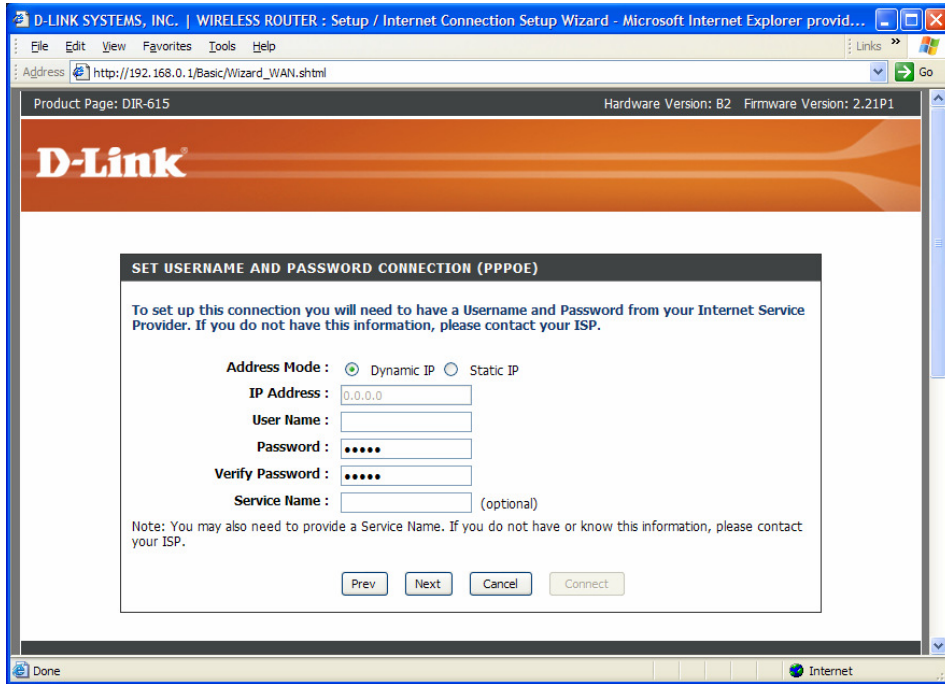 D-LINK SYSTEMS, INC. | WIRELESS ROUTER : Setup / Internet Connection Setup Wizard - Microsoft Internet Explorer provid...
File Edit View Favorites Tools Help Links »
Address http://192.168.0.1/Basic/Wizard_WAN.shtml Go
Product Page: DIR-615 Hardware Version: B2 Firmware Version: 2.21P1
D-Link
SET USERNAME AND PASSWORD CONNECTION (PPPOE)
To set up this connection you will need to have a Username and Password from your Internet Service
Provider. If you do not have this information, please contact your ISP.
Address Mode : Dynamic IP Static IP
IP Address : 0.0.0.0
User Name :
Password : •••••
Verify Password : •••••
Service Name : (optional)
Note: You may also need to provide a Service Name. If you do not have or know this information, please contact
your ISP.
Prev Next Cancel Connect
Done Internet